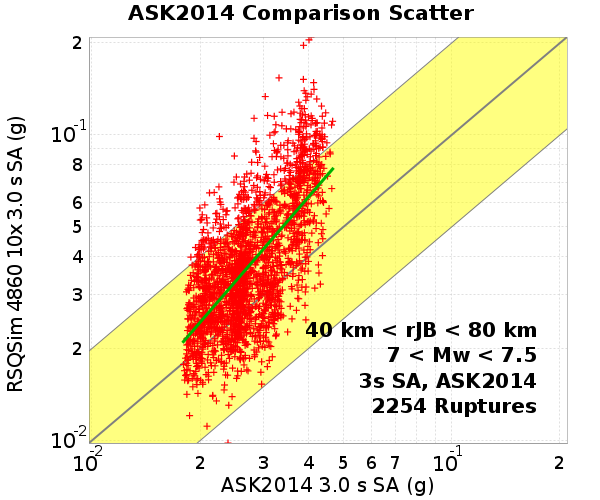 ASK2014 Comparison Scatter
RSQSim 4860 10x 3.0 s SA (g)
2
10-1
8
6
5
4
3
2
10-2
40 km < rJB < 80 km
7 < Mw < 7.5
3s SA, ASK2014
2254 Ruptures
10-2 2 3 4 5 6 7 10-1 2
ASK2014 3.0 s SA (g)